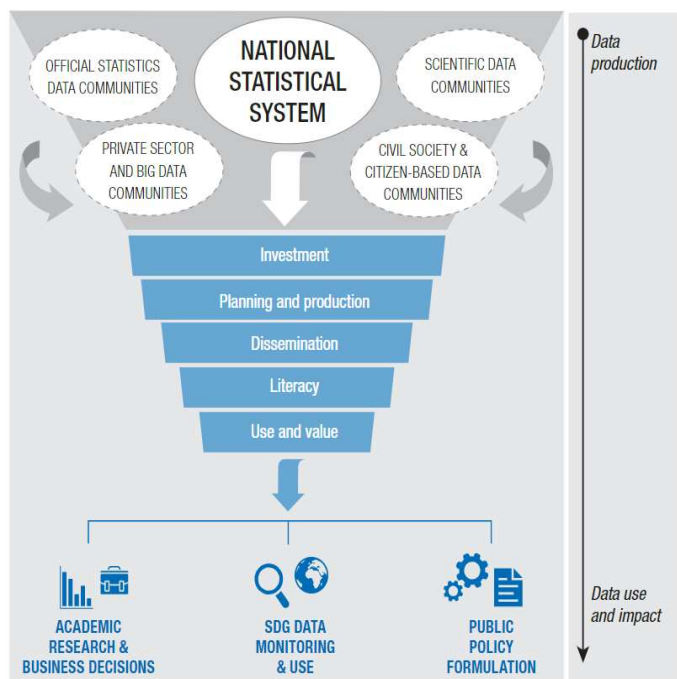 NATIONAL
STATISTICAL
SYSTEM
OFFICIAL STATISTICS
DATA COMMUNITIES
SCIENTIFIC DATA
COMMUNITIES
PRIVATE SECTOR
AND BIG DATA
COMMUNITIES
CIVIL SOCIETY &
CITIZEN-BASED DATA
COMMUNITIES
Data
production
Investment
Planning and production
Dissemination
Literacy
Use and value
ACADEMIC
RESEARCH &
BUSINESS DECISIONS
SDG DATA
MONITORING
& USE
PUBLIC
POLICY
FORMULATION
Data use
and impact